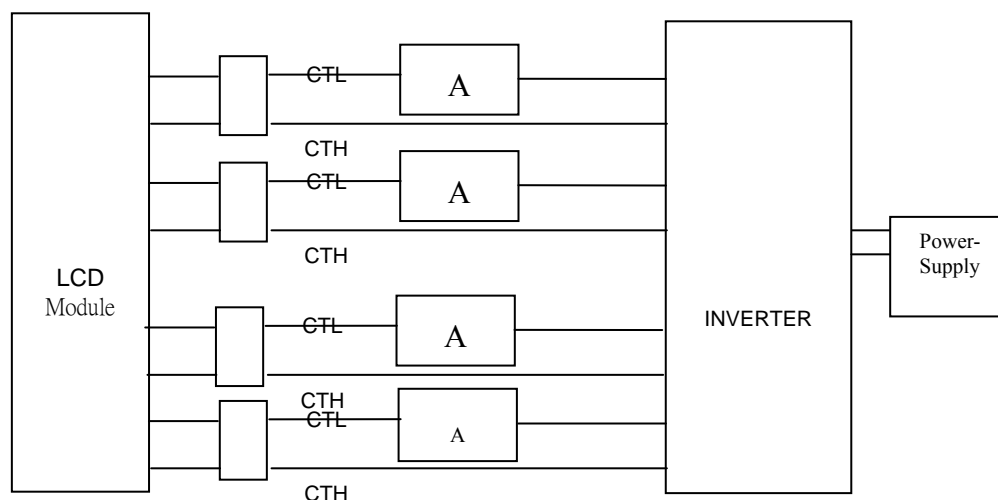 CTL
A
CTH
CTL
A
CTH
LCD
Module
CTL
A
CTH
CTL
A
CTH
INVERTER
Power-
Supply